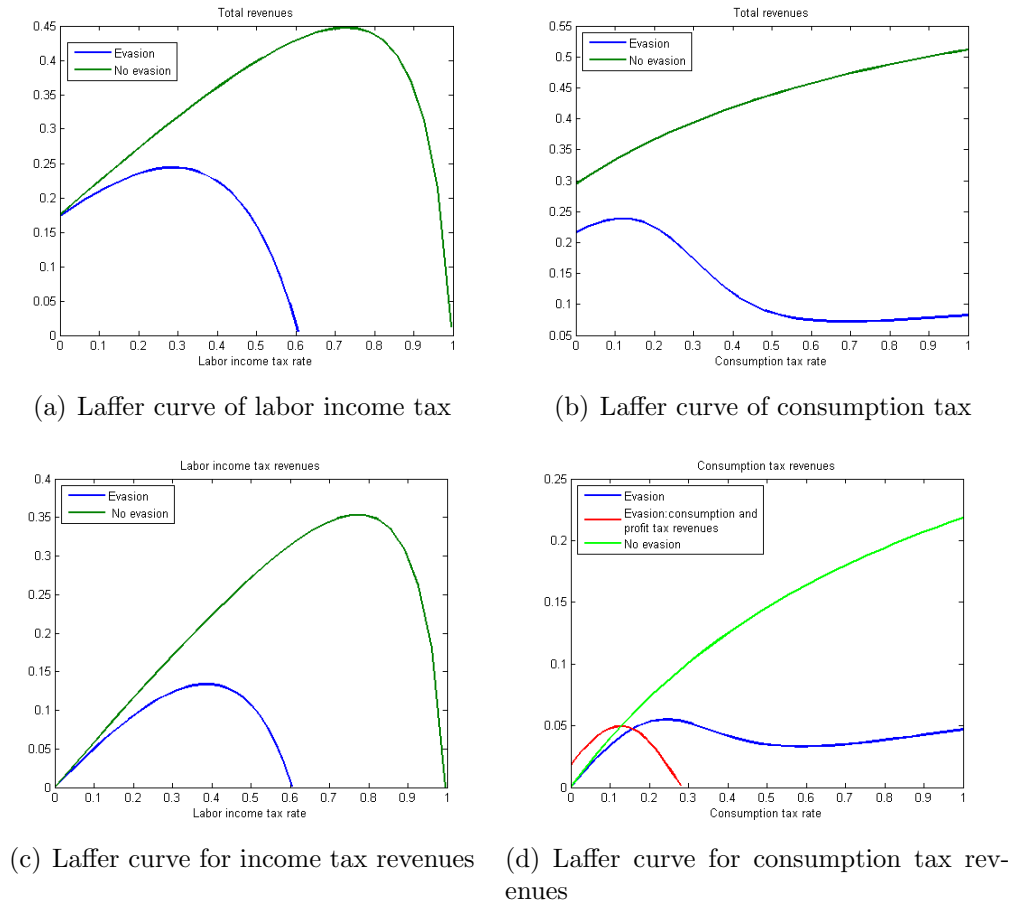 Total revenues
0.45
0.4
0.35
0.3
0.25
0.2
0.15
0.1
0.05
0
Evasion
No evasion
0 0.1 0.2 0.3 0.4 0.5 0.6 0.7 0.8 0.9 1
Labor income tax rate
(a) Laffer curve of labor income tax
Total revenues
0.55
0.5
0.45
0.4
0.35
0.3
0.25
0.2
0.15
0.1
0.05
Evasion
No evasion
0 0.1 0.2 0.3 0.4 0.5 0.6 0.7 0.8 0.9 1
Consumption tax rate
(b) Laffer curve of consumption tax
Labor income tax revenues
0.4
0.35
0.3
0.25
0.2
0.15
0.1
0.05
0
Evasion
No evasion
0 0.1 0.2 0.3 0.4 0.5 0.6 0.7 0.8 0.9 1
Labor income tax rate
(c) Laffer curve for income tax revenues
Consumption tax revenues
0.25
0.2
0.15
0.1
0.05
0
Evasion
Evasion:consumption and
profit tax revenues
No evasion
0 0.1 0.2 0.3 0.4 0.5 0.6 0.7 0.8 0.9 1
Consumption tax rate
(d) Laffer curve for consumption tax rev-
enues